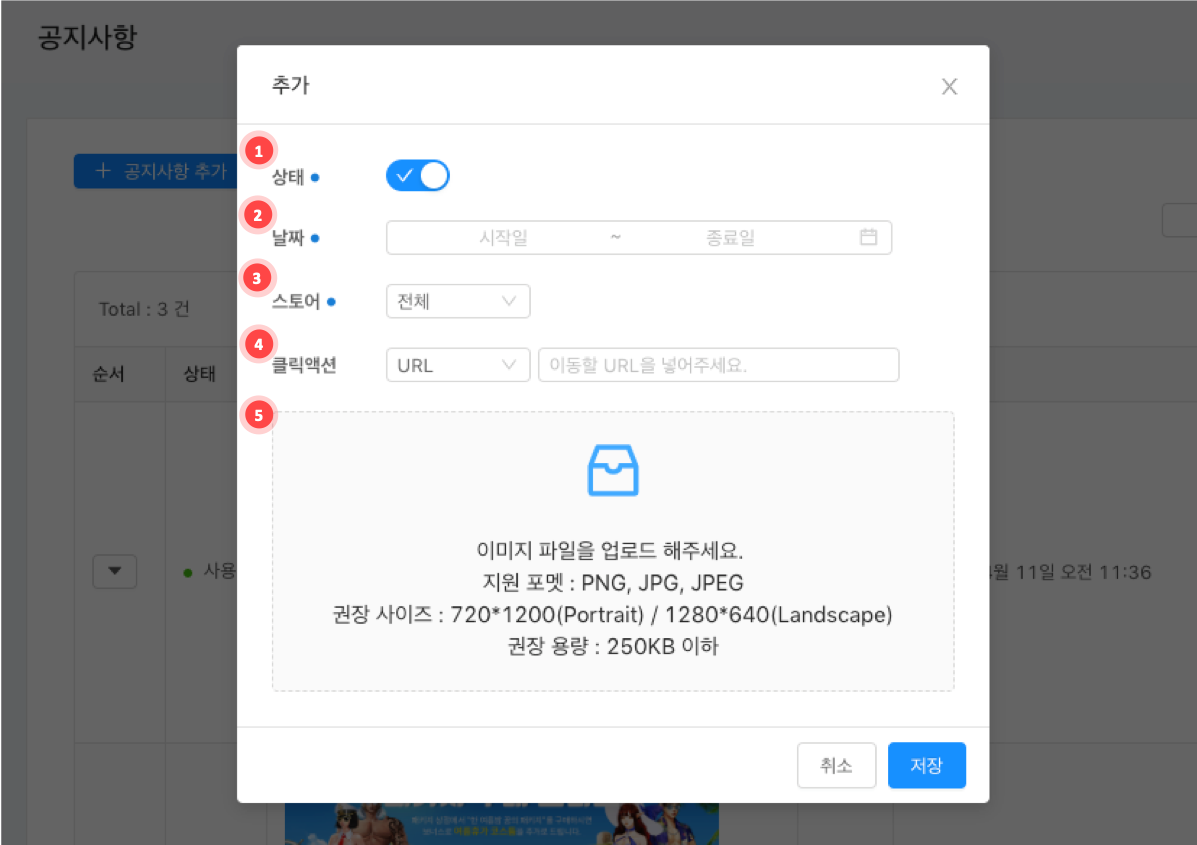 공지사항
추가
+ 공지사항 추가
1
상태
2
날짜
시작일 ~ 종료일
3
스토어
전체
Total : 3 건
4
클릭액션
URL
이동할 URL을 넣어주세요.
순서
상태
5
이미지 파일을 업로드 해주세요.
지원 포멧 : PNG, JPG, JPEG
권장 사이즈 : 720*1200(Portrait) / 1280*640(Landscape)
권장 용량 : 250KB 이하
사용
월 11일 오전 11:36
취소
저장